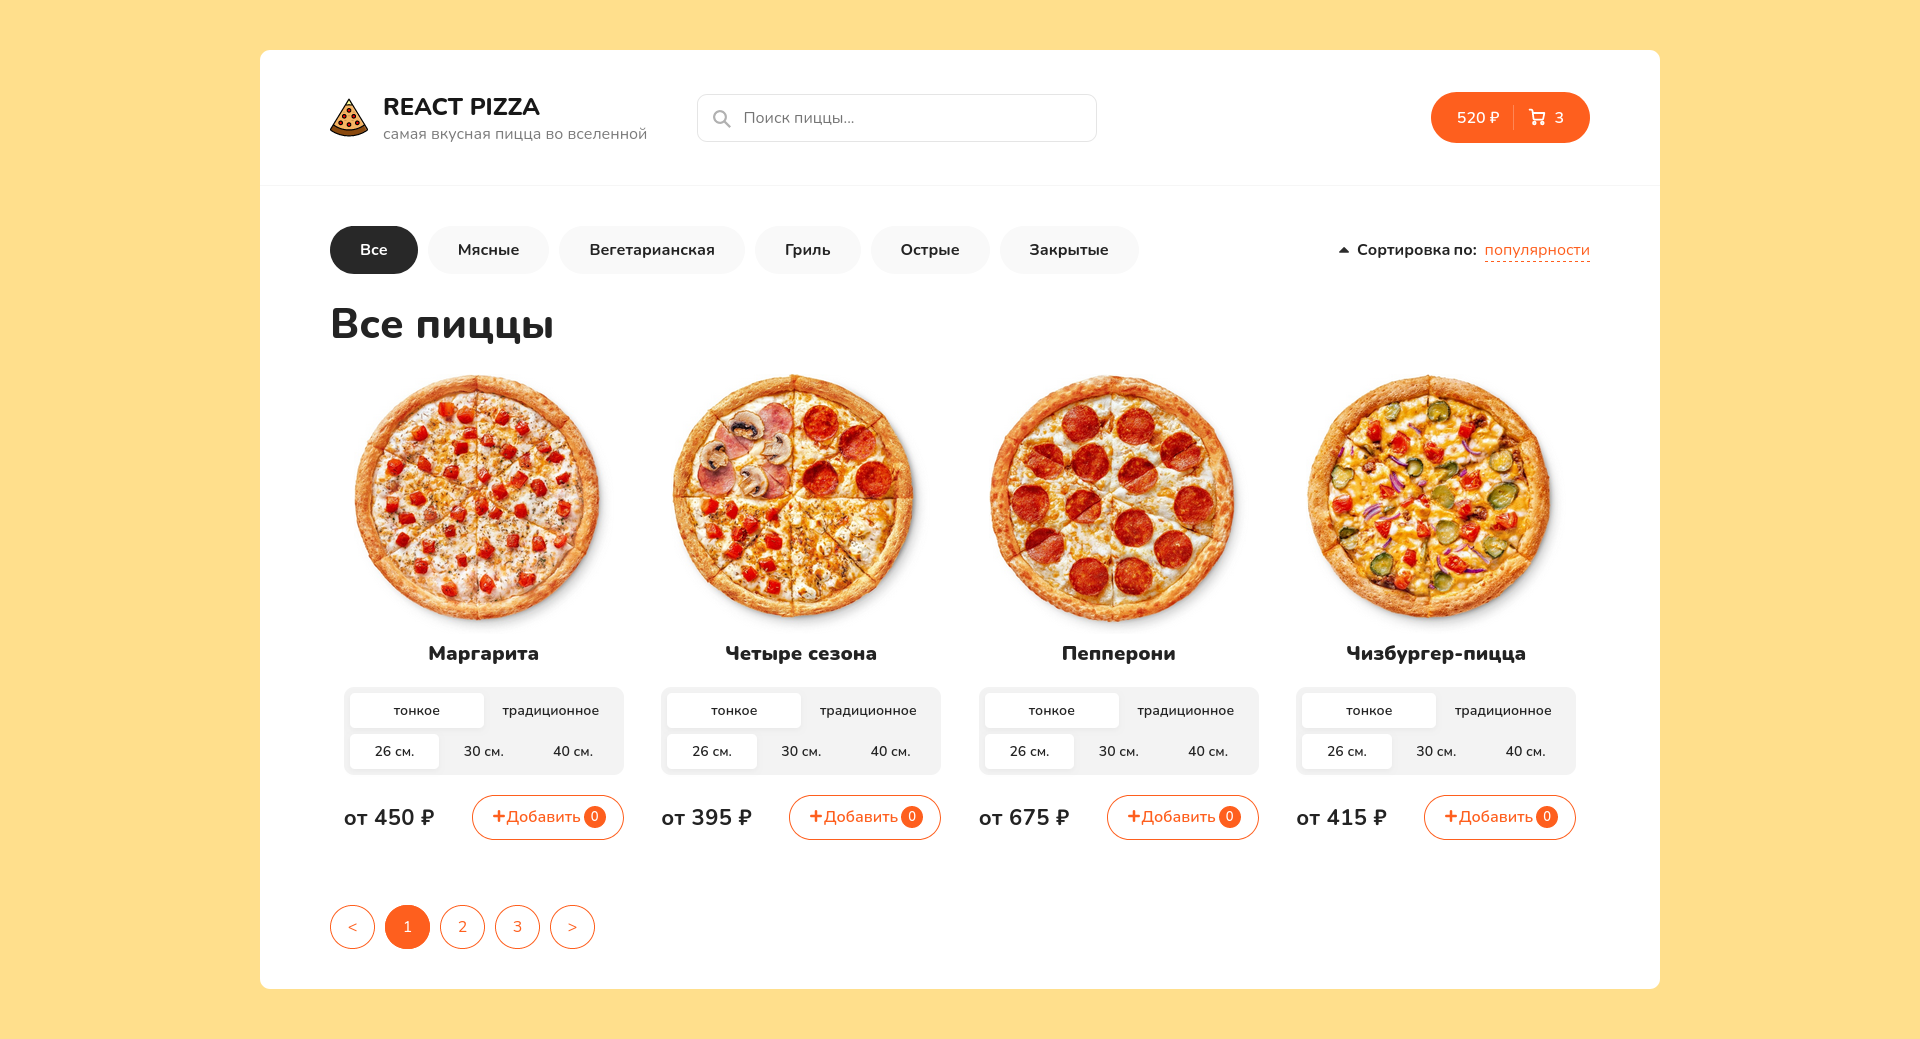 REACT PIZZA
самая вкусная пицца во вселенной
Поиск пиццы...
520 ₽ 3
Все Мясные Вегетарианская Гриль Острые Закрытые Сортировка по: популярности
Все пиццы
Маргарита Четыре сезона Пепперони Чизбургер-пицца
тонкое традиционное тонкое традиционное тонкое традиционное тонкое традиционное
26 см. 30 см. 40 см. 26 см. 30 см. 40 см. 26 см. 30 см. 40 см. 26 см. 30 см. 40 см.
от 450 ₽ +Добавить 0 от 395 ₽ +Добавить 0 от 675 ₽ +Добавить 0 от 415 ₽ +Добавить 0
< 1 2 3 >